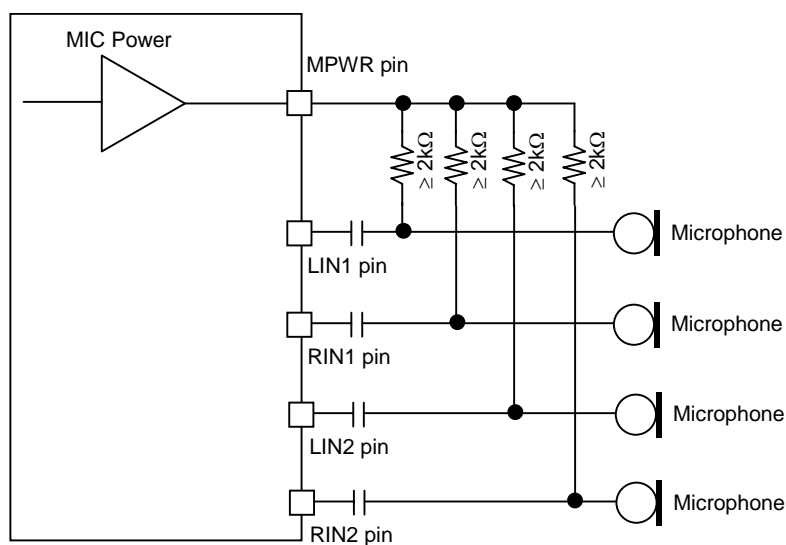 MIC Power
MPWR pin
≥ 2kΩ
≥ 2kΩ
≥ 2kΩ
≥ 2kΩ
Microphone
LIN1 pin
Microphone
RIN1 pin
Microphone
LIN2 pin
Microphone
RIN2 pin